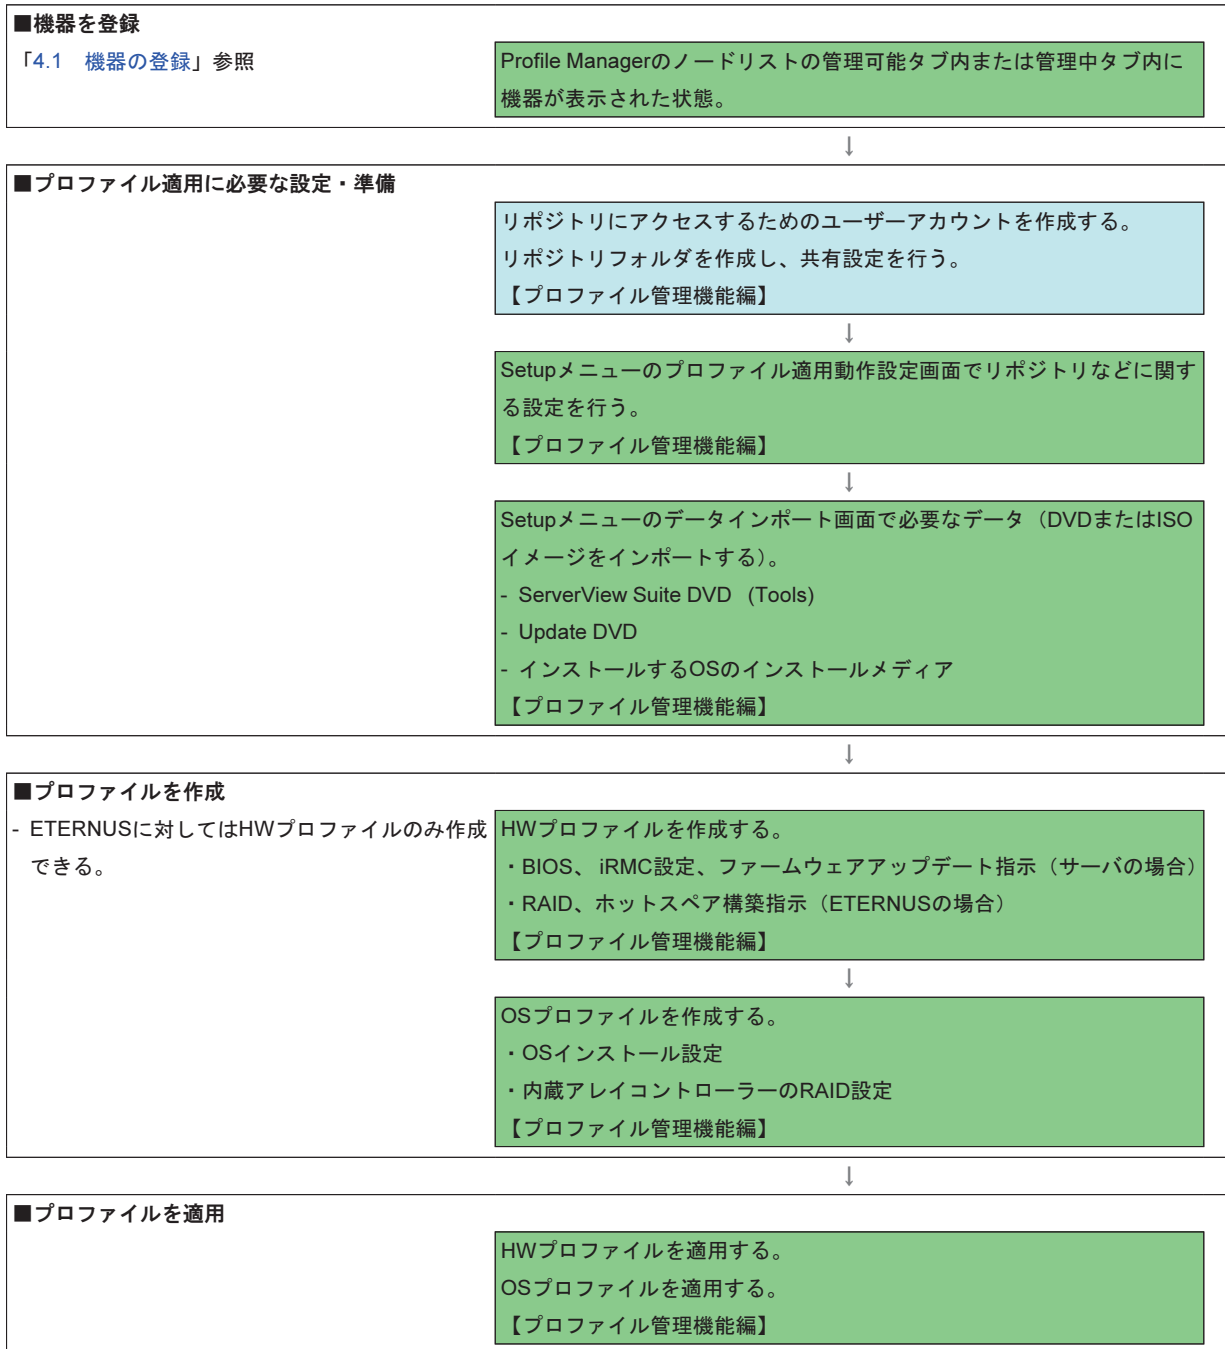 ■機器を登録
「4.1　機器の登録」参照
Profile Managerのノードリストの管理可能タブ内または管理中タブ内に
機器が表示された状態。
↓
■プロファイル適用に必要な設定・準備
リポジトリにアクセスするためのユーザーアカウントを作成する。
リポジトリフォルダを作成し、共有設定を行う。
【プロファイル管理機能編】
↓
Setupメニューのプロファイル適用動作設定画面でリポジトリなどに関す
る設定を行う。
【プロファイル管理機能編】
↓
Setupメニューのデータインポート画面で必要なデータ（DVDまたはISO
イメージをインポートする）。
- ServerView Suite DVD (Tools)
- Update DVD
- インストールするOSのインストールメディア
【プロファイル管理機能編】
↓
■プロファイルを作成
- ETERNUSに対してはHWプロファイルのみ作成
できる。
HWプロファイルを作成する。
・BIOS、iRMC設定、ファームウェアアップデート指示（サーバの場合）
・RAID、ホットスペア構築指示（ETERNUSの場合）
【プロファイル管理機能編】
↓
OSプロファイルを作成する。
・OSインストール設定
・内蔵アレイコントローラーのRAID設定
【プロファイル管理機能編】
↓
■プロファイルを適用
HWプロファイルを適用する。
OSプロファイルを適用する。
【プロファイル管理機能編】